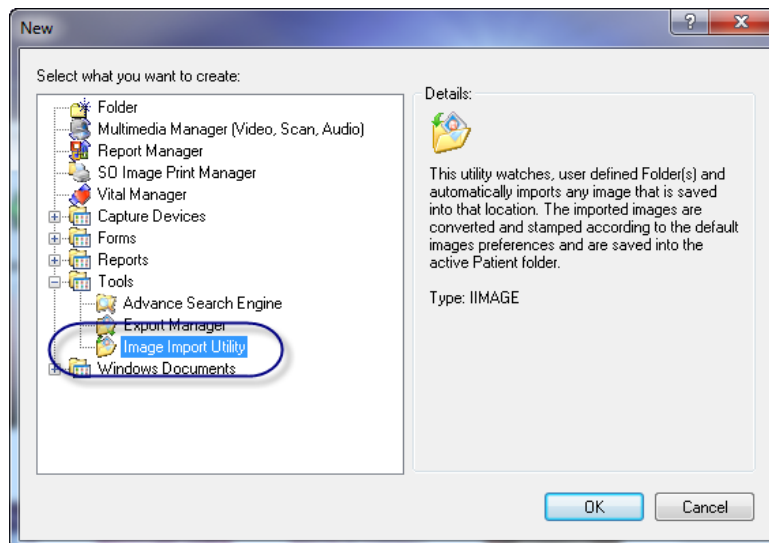 New
Select what you want to create:
Folder
Multimedia Manager (Video, Scan, Audio)
Report Manager
SO Image Print Manager
Vital Manager
Capture Devices
Forms
Reports
Tools
Advance Search Engine
Export Manager
Image Import Utility
Windows Documents
Details:
This utility watches, user defined Folder(s) and
automatically imports any image that is saved
into that location. The imported images are
converted and stamped according to the default
images preferences and are saved into the
active Patient folder.
Type: IIMAGE
OK
Cancel